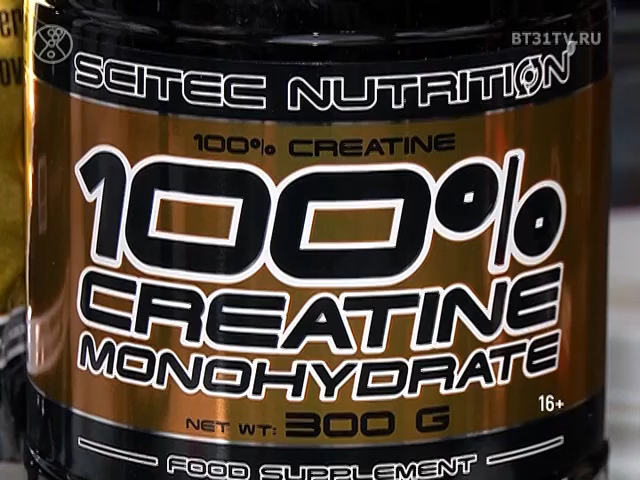 BT31TV.RU
SCITEC NUTRITION
100% CREATINE
100%
CREATINE
MONOHYDRATE
16+
NET WT: 300 G
FOOD SUPPLEMENT